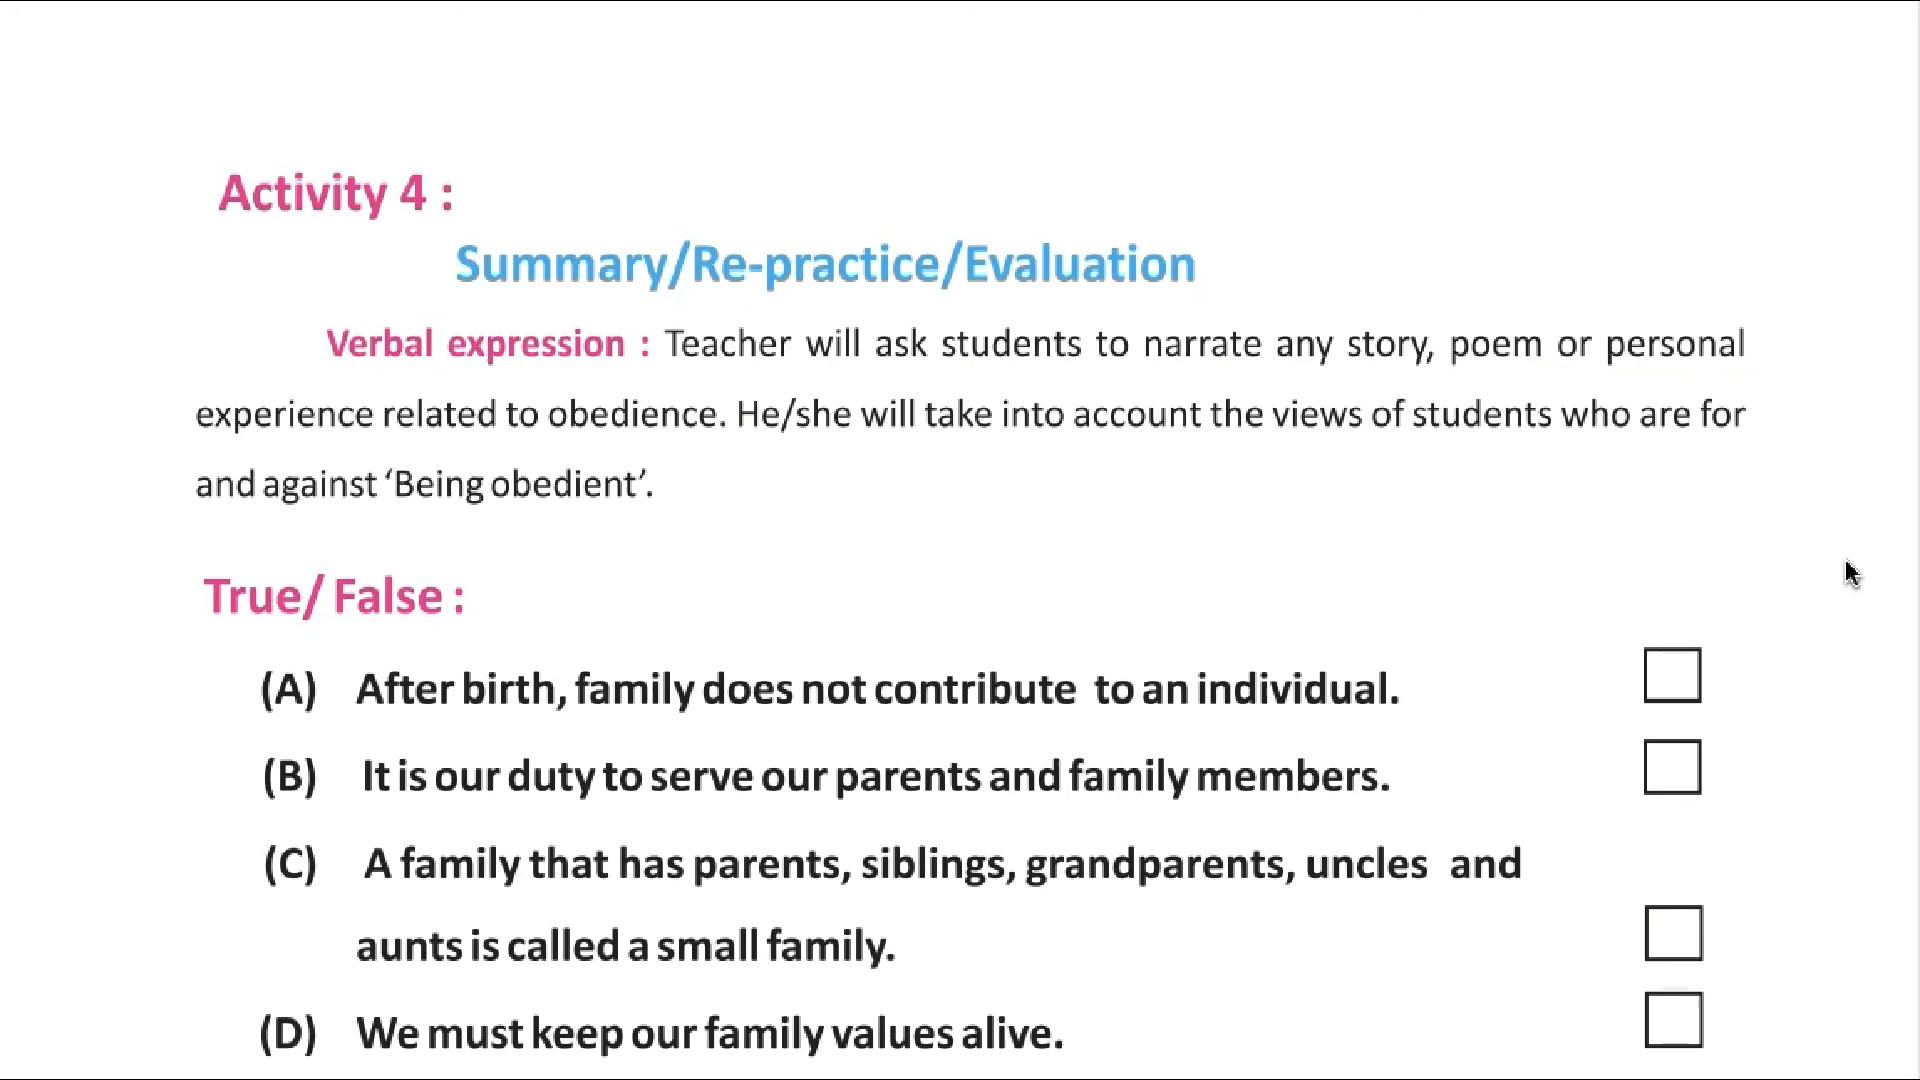 Activity 4 :
Summary/Re-practice/Evaluation
Verbal expression : Teacher will ask students to narrate any story, poem or personal
experience related to obedience. He/she will take into account the views of students who are for
and against ‘Being obedient’.
True/ False :
(A) After birth, family does not contribute to an individual.
(B) It is our duty to serve our parents and family members.
(C) A family that has parents, siblings, grandparents, uncles and
aunts is called a small family.
(D) We must keep our family values alive.